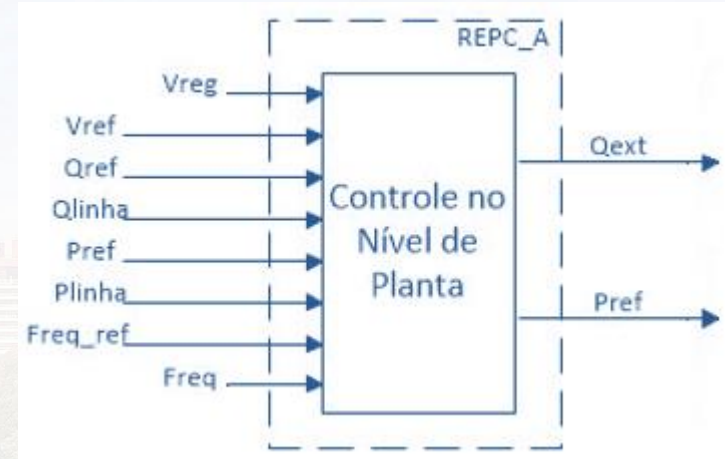 REPC_A
Vreg
Vref
Qref
Qlinha
Pref
Plinha
Freq_ref
Freq
Controle no
Nível de
Planta
Qext
Pref